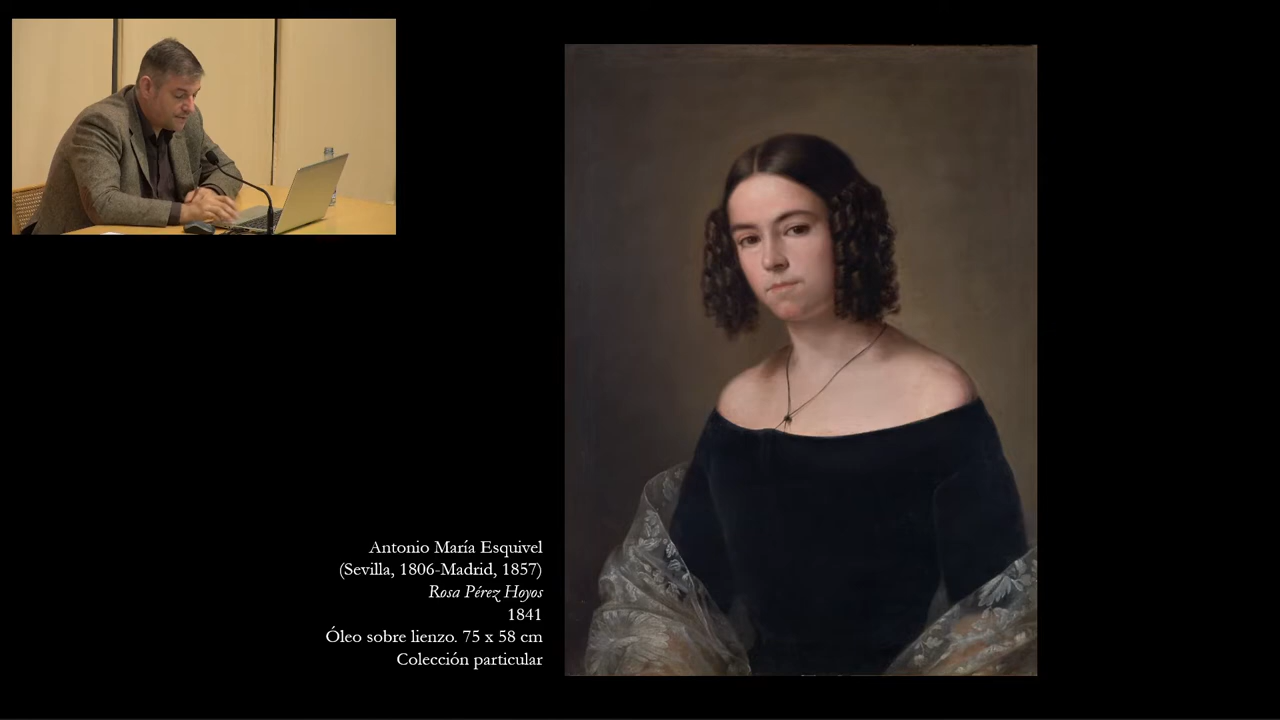 Antonio María Esquivel
(Sevilla, 1806-Madrid, 1857)
Rosa Pérez Hoyos
1841
Óleo sobre lienzo. 75 x 58 cm
Colección particular